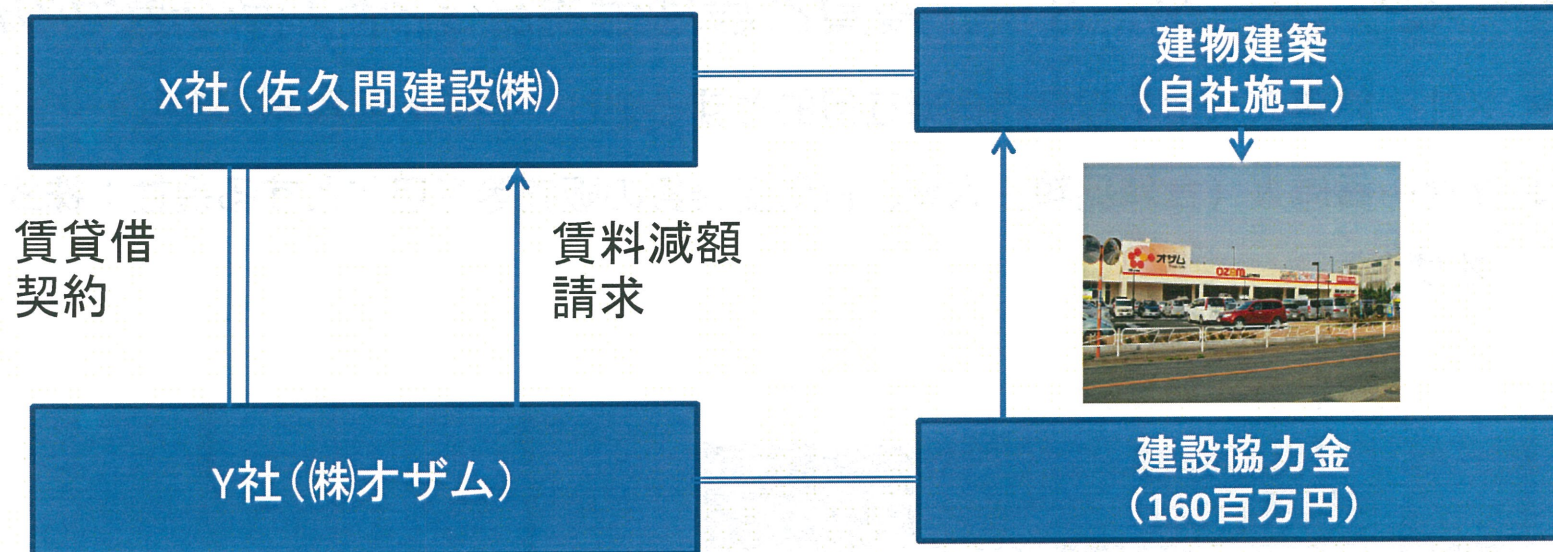 X社(佐久間建設㈱)
建物建築
(自社施工)
賃貸借
契約
賃料減額
請求
オザム
OZAM
Y社(㈱オザム)
建設協力金
(160百万円)